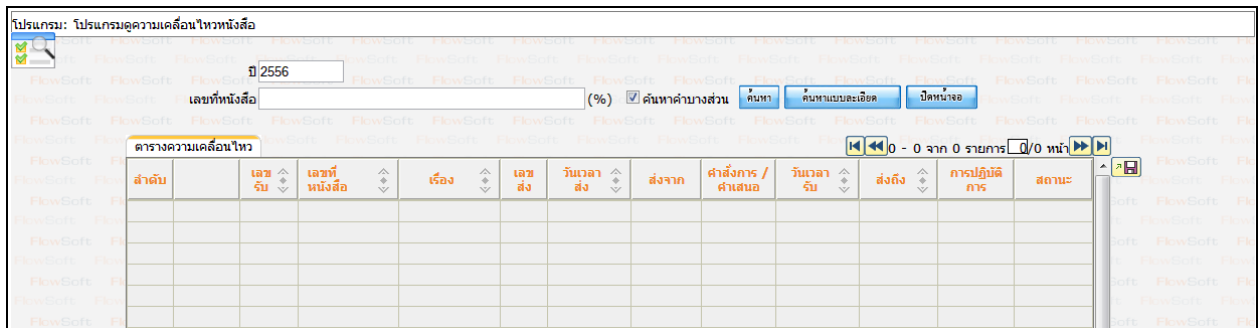 โปรแกรม: โปรแกรมดูความเคลื่อนไหวหนังสือ
ปี 2556
เลขที่หนังสือ (%) ค้นหาคำบางส่วน ค้นหา ค้นหาแบบละเอียด ปิดหน้าจอ
ตารางความเคลื่อนไหว 0 - 0 จาก 0 รายการ 0/0 หน้า
ลำดับ เลขรับ เลขที่หนังสือ เรื่อง เลขส่ง วันเวลาส่ง ส่งจาก คำสั่งการ / คำเสนอ วันเวลารับ ส่งถึง การปฏิบัติการ สถานะ